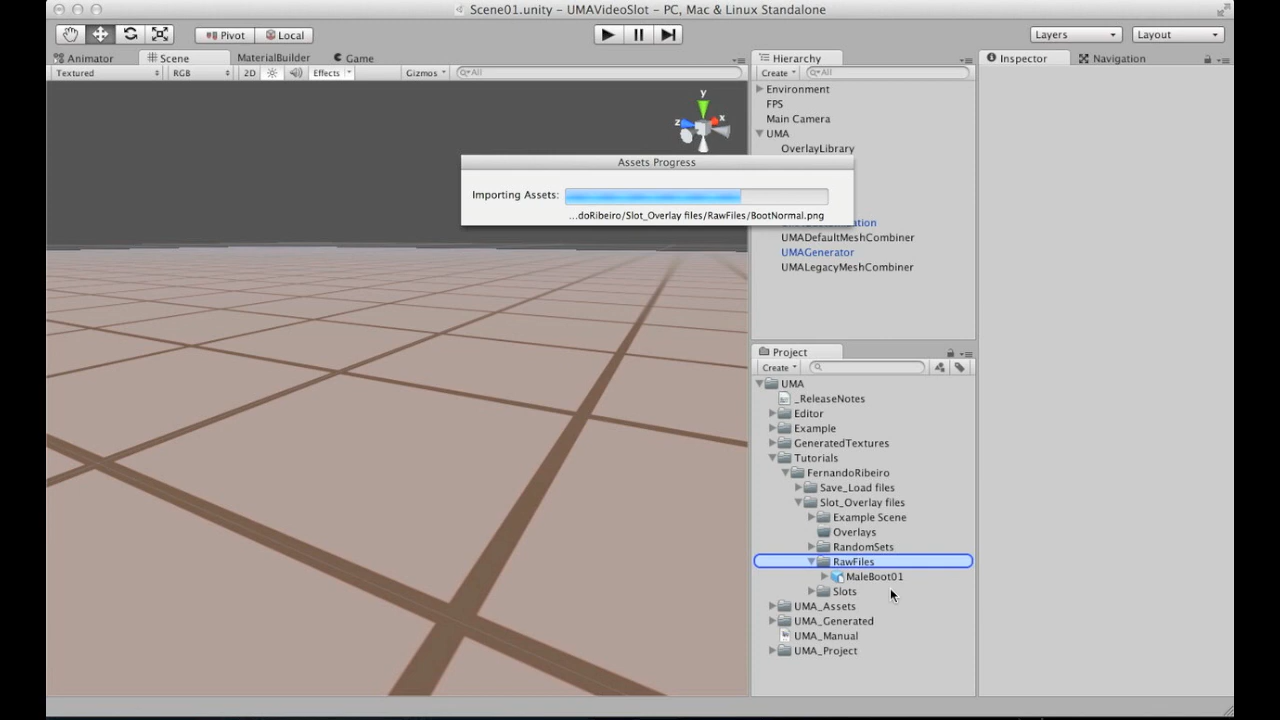 Scene01.unity – UMAVideoSlot – PC, Mac & Linux Standalone
Pivot Local Layers Layout
Animator Scene MaterialBuilder Game Hierarchy Inspector Navigation
Textured RGB 2D Effects Gizmos All Create All
Environment
FPS
Main Camera
UMA
OverlayLibrary
UMADefaultMeshCombiner
UMAGenerator
UMALegacyMeshCombiner
y
x
z
Assets Progress
Importing Assets:
...doRibeiro/Slot_Overlay files/RawFiles/BootNormal.png
Project
Create
UMA
_ReleaseNotes
Editor
Example
GeneratedTextures
Tutorials
FernandoRibeiro
Save_Load files
Slot_Overlay files
Example Scene
Overlays
RandomSets
RawFiles
MaleBoot01
Slots
UMA_Assets
UMA_Generated
UMA_Manual
UMA_Project